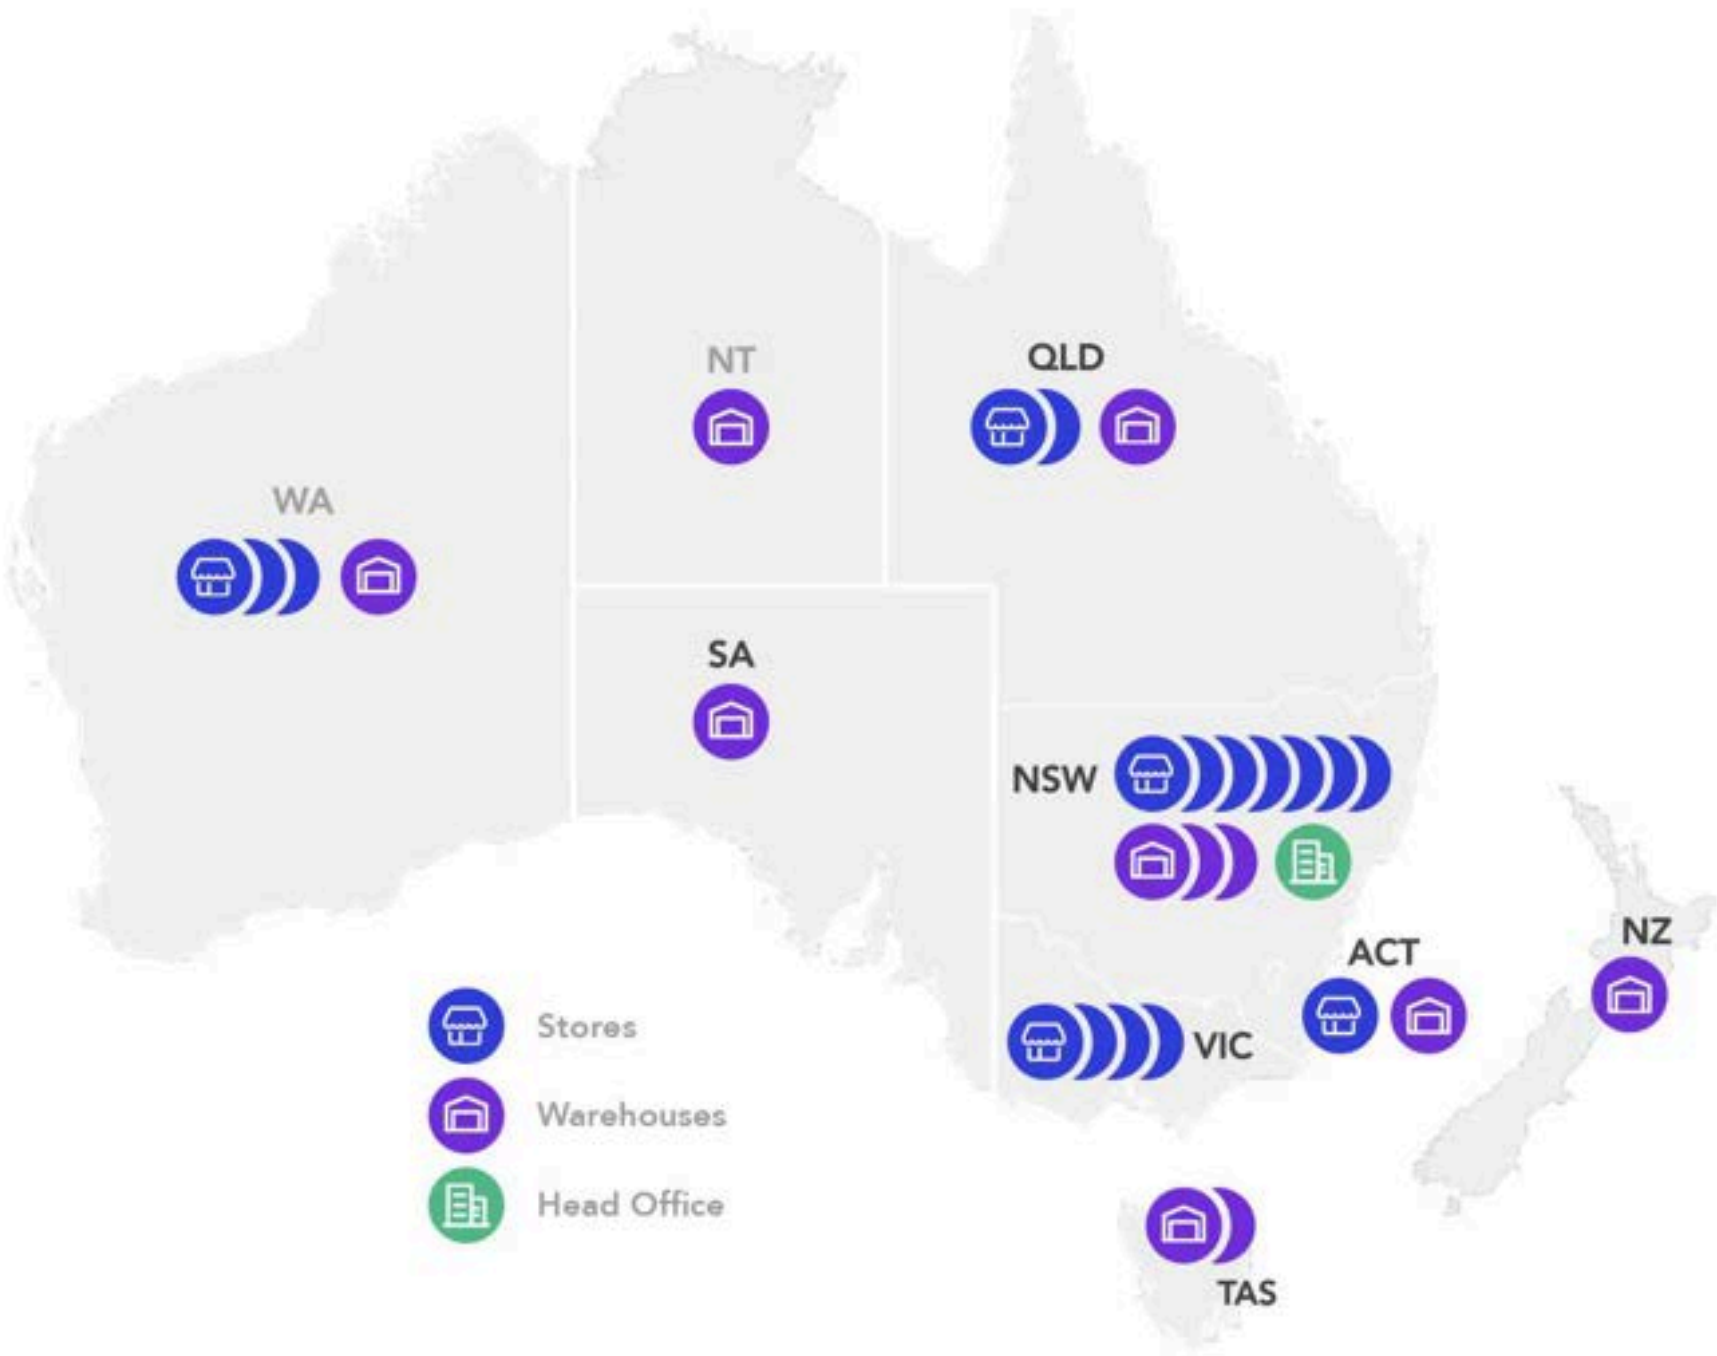 NT
QLD
WA
SA
NSW
ACT
NZ
VIC
Stores
Warehouses
Head Office
TAS